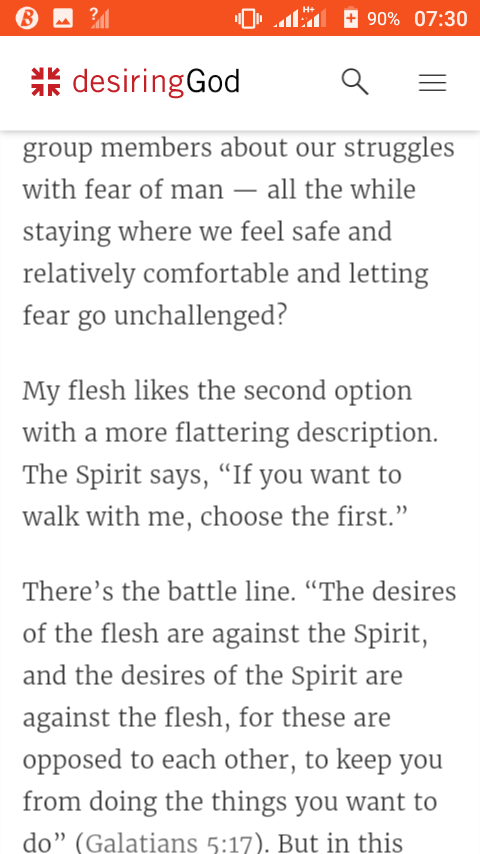 90% 07:30
desiringGod
group members about our struggles
with fear of man — all the while
staying where we feel safe and
relatively comfortable and letting
fear go unchallenged?
My flesh likes the second option
with a more flattering description.
The Spirit says, “If you want to
walk with me, choose the first.”
There’s the battle line. “The desires
of the flesh are against the Spirit,
and the desires of the Spirit are
against the flesh, for these are
opposed to each other, to keep you
from doing the things you want to
do” (Galatians 5:17). But in this